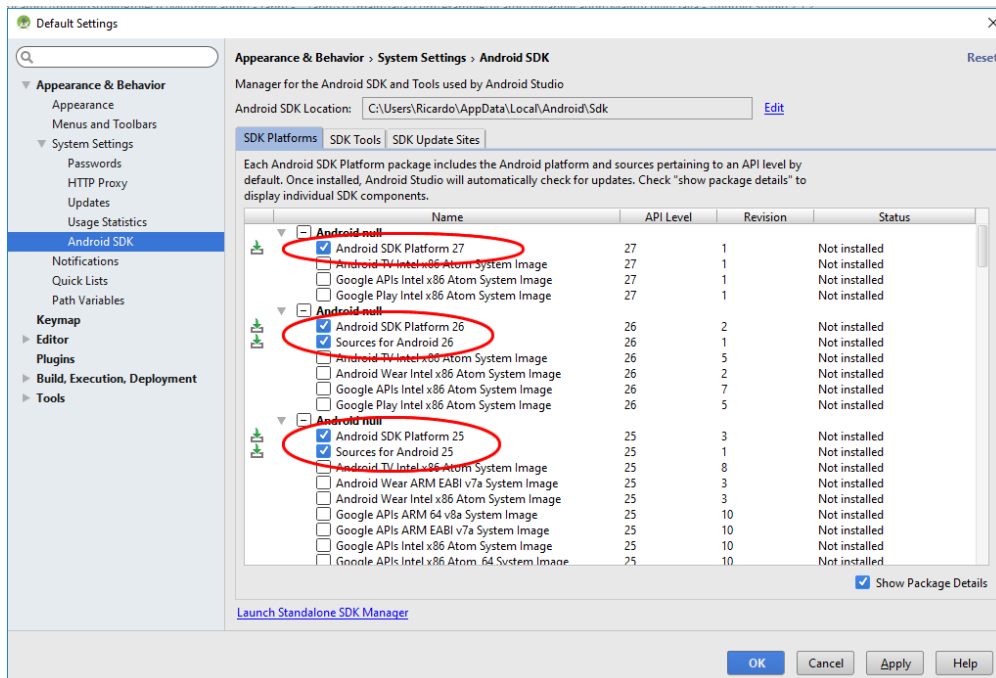 Default Settings
Appearance & Behavior › System Settings › Android SDK
Reset
Manager for the Android SDK and Tools used by Android Studio
Android SDK Location: C:\Users\Ricardo\AppData\Local\Android\Sdk Edit
Appearance & Behavior
Appearance
Menus and Toolbars
System Settings
Passwords
HTTP Proxy
Updates
Usage Statistics
Android SDK
Notifications
Quick Lists
Path Variables
Keymap
Editor
Plugins
Build, Execution, Deployment
Tools
SDK Platforms SDK Tools SDK Update Sites
Each Android SDK Platform package includes the Android platform and sources pertaining to an API level by
default. Once installed, Android Studio will automatically check for updates. Check "show package details" to
display individual SDK components.
Name API Level Revision Status
Android null
Android SDK Platform 27 27 1 Not installed
Android TV Intel x86 Atom System Image 27 1 Not installed
Google APIs Intel x86 Atom System Image 27 1 Not installed
Google Play Intel x86 Atom System Image 27 1 Not installed
Android null
Android SDK Platform 26 26 2 Not installed
Sources for Android 26 26 1 Not installed
Android TV Intel x86 Atom System Image 26 5 Not installed
Android Wear Intel x86 Atom System Image 26 2 Not installed
Google APIs Intel x86 Atom System Image 26 7 Not installed
Google Play Intel x86 Atom System Image 26 5 Not installed
Android null
Android SDK Platform 25 25 3 Not installed
Sources for Android 25 25 1 Not installed
Android TV Intel x86 Atom System Image 25 8 Not installed
Android Wear ARM EABI v7a System Image 25 3 Not installed
Android Wear Intel x86 Atom System Image 25 3 Not installed
Google APIs ARM 64 v8a System Image 25 10 Not installed
Google APIs ARM EABI v7a System Image 25 10 Not installed
Google APIs Intel x86 Atom System Image 25 10 Not installed
Google APIs Intel x86 Atom_64 System Image 25 10 Not installed
Show Package Details
Launch Standalone SDK Manager
OK Cancel Apply Help